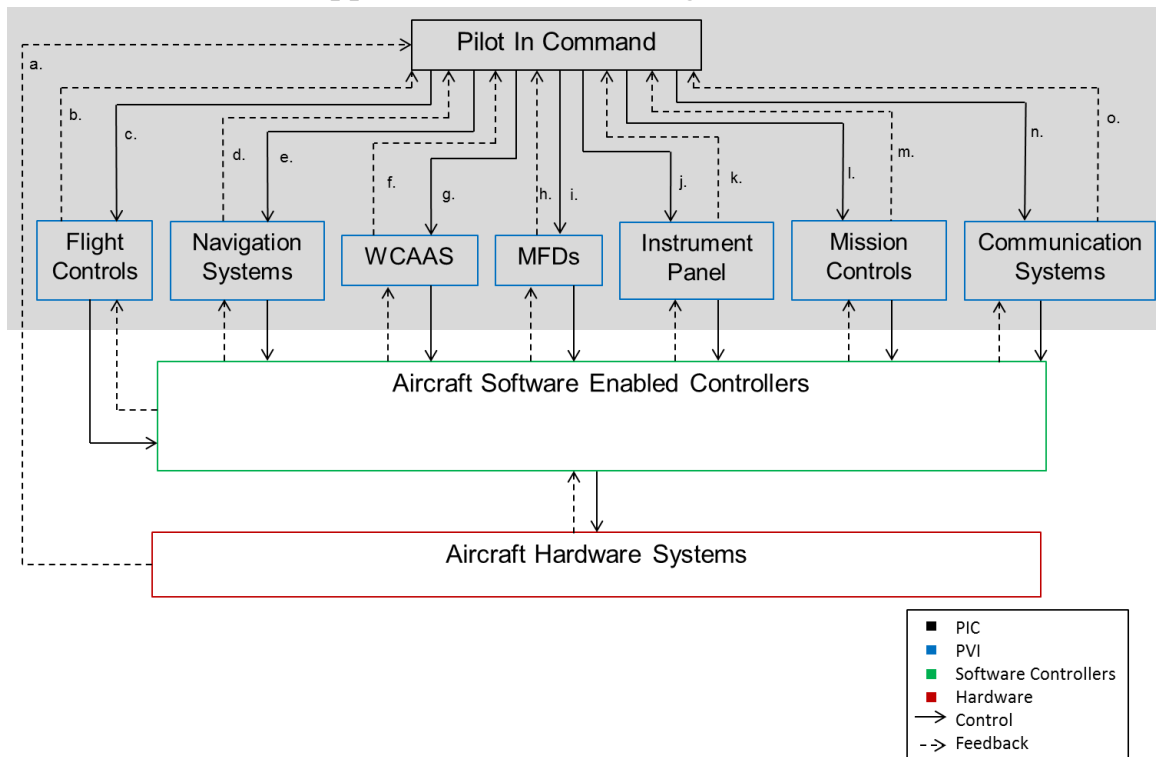 Pilot In Command
a.
b.
c.
d.
e.
f.
g.
h.
i.
j.
k.
l.
m.
n.
o.
Flight
Controls
Navigation
Systems
WCAAS
MFDs
Instrument
Panel
Mission
Controls
Communication
Systems
Aircraft Software Enabled Controllers
Aircraft Hardware Systems
PIC
PVI
Software Controllers
Hardware
Control
Feedback